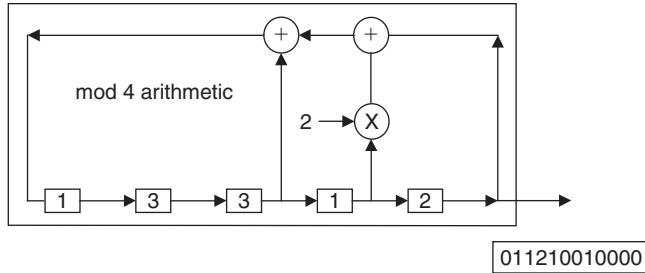 + +
mod 4 arithmetic
2 X
1 3 3 1 2
011210010000